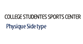 COLLEGE STUDENTES SPORTS CENTER
Physique Side type